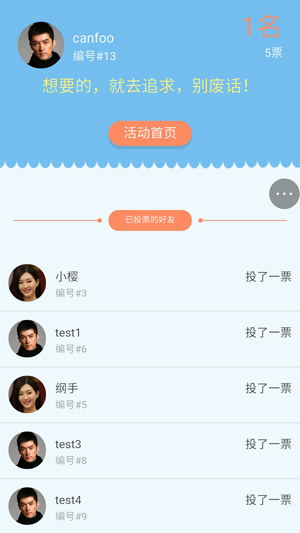 canfoo
1名
编号#13
5票
想要的，就去追求，别废话！
活动首页
已投票的好友
小樱
投了一票
编号#3
test1
投了一票
编号#6
纲手
投了一票
编号#5
test3
投了一票
编号#8
test4
投了一票
编号#9